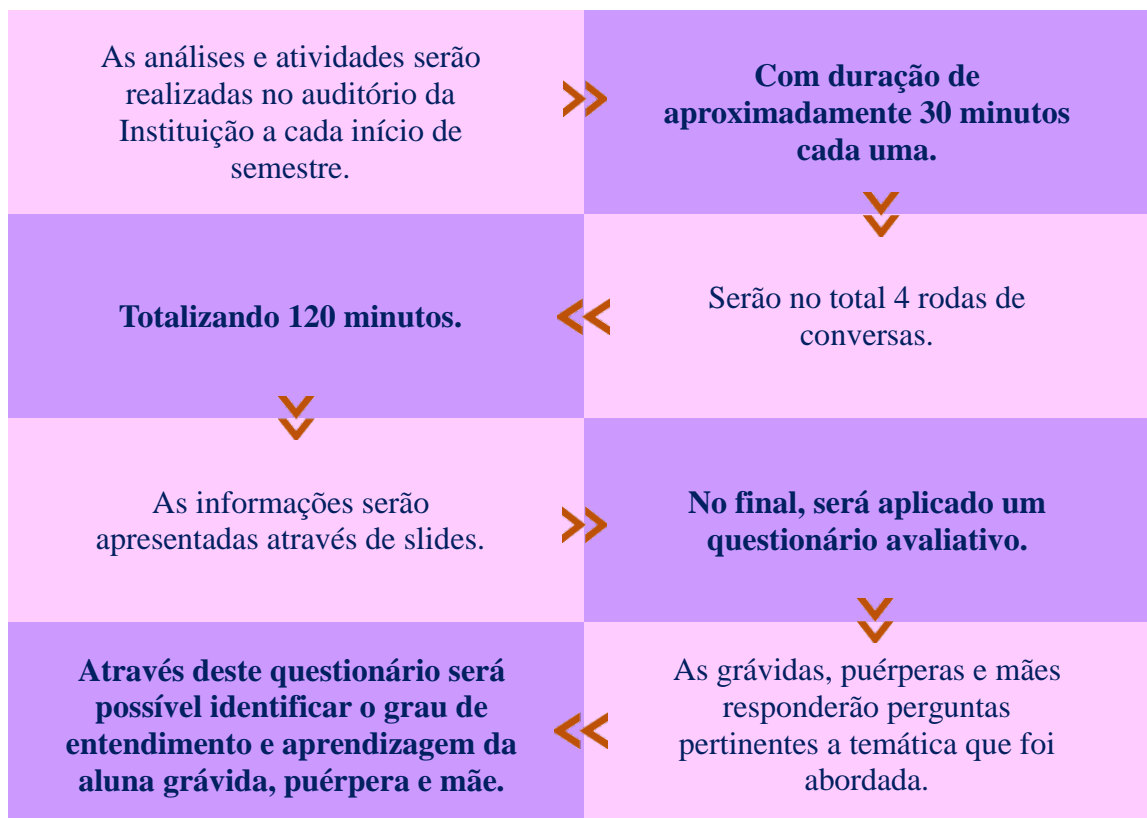 As análises e atividades serão
realizadas no auditório da
Instituição a cada início de
semestre.
Com duração de
aproximadamente 30 minutos
cada uma.
Serão no total 4 rodas de
conversas.
Totalizando 120 minutos.
As informações serão
apresentadas através de slides.
No final, será aplicado um
questionário avaliativo.
As grávidas, puérperas e mães
responderão perguntas
pertinentes a temática que foi
abordada.
Através deste questionário será
possível identificar o grau de
entendimento e aprendizagem da
aluna grávida, puérpera e mãe.